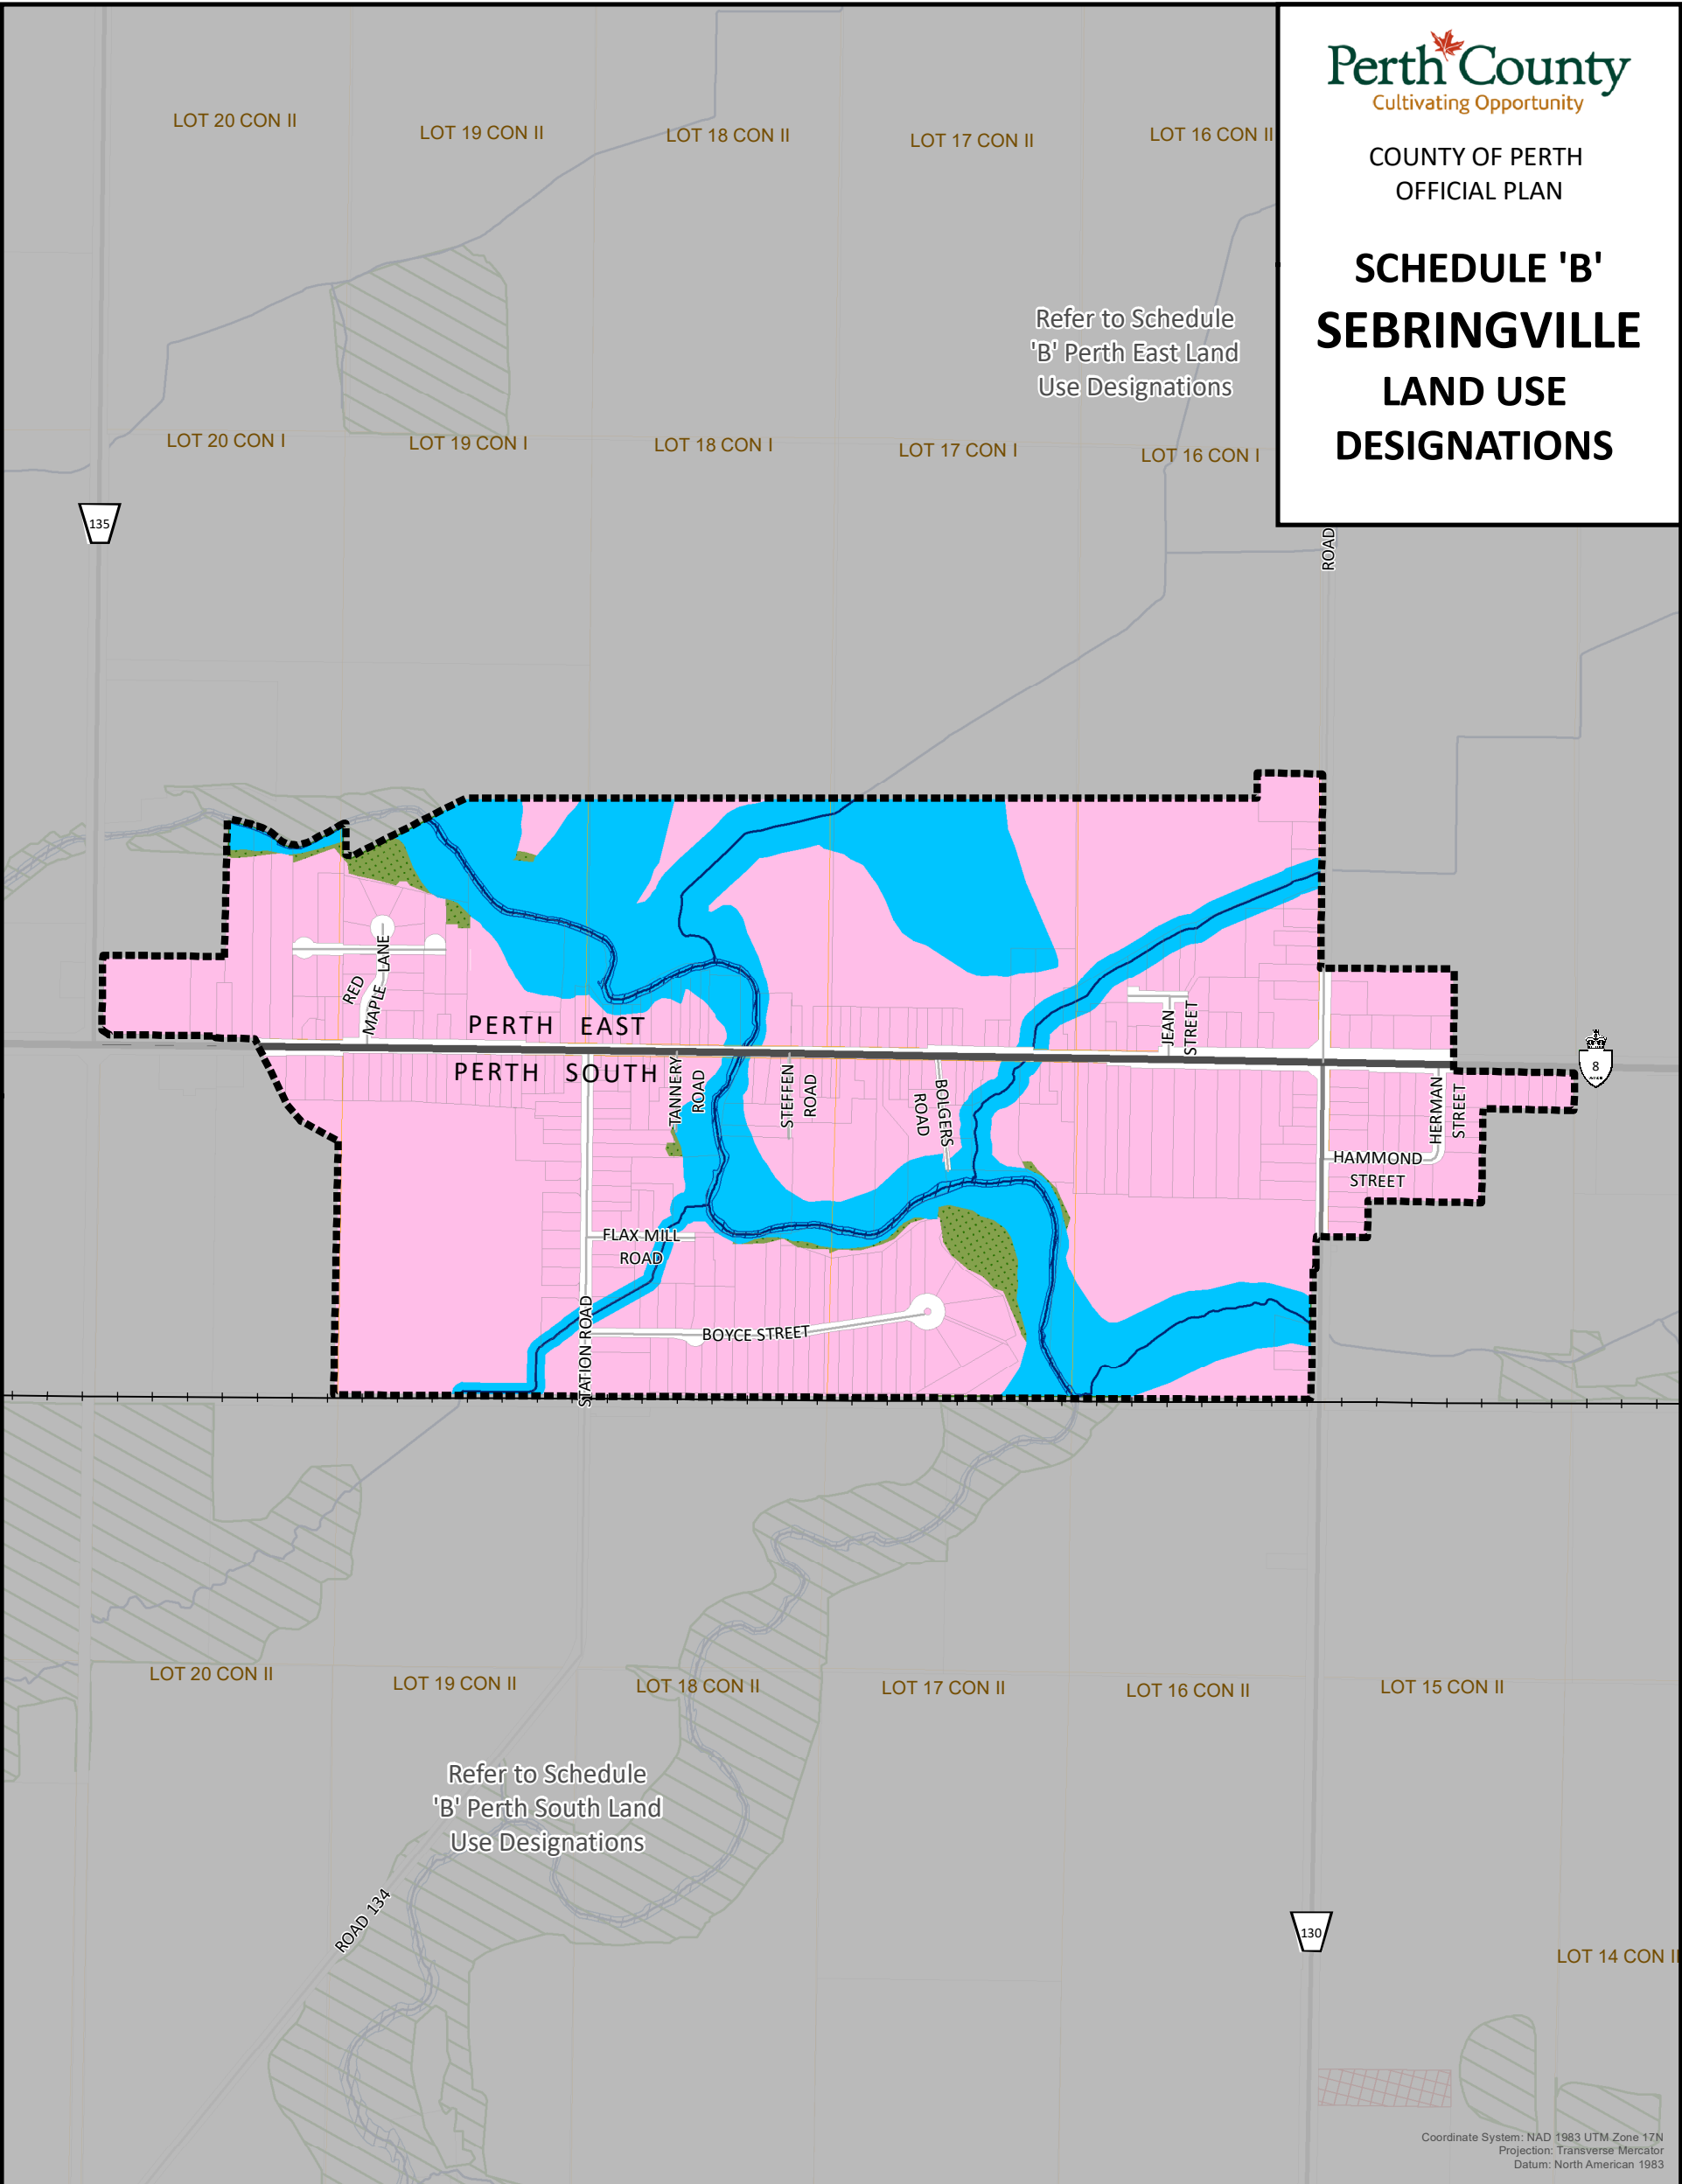 Perth County
Cultivating Opportunity
COUNTY OF PERTH
OFFICIAL PLAN
SCHEDULE 'B'
SEBRINGVILLE
LAND USE
DESIGNATIONS
LOT 20 CON II
LOT 19 CON II
LOT 18 CON II
LOT 17 CON II
LOT 16 CON II
Refer to Schedule
'B' Perth East Land
Use Designations
LOT 20 CON I
LOT 19 CON I
LOT 18 CON I
LOT 17 CON I
LOT 16 CON I
135
ROAD
RED
MAPLE LANE
PERTH EAST
PERTH SOUTH
TANNERY
ROAD
STEFFEN
ROAD
BOLGERS
ROAD
JEAN
STREET
8
HERMAN
STREET
HAMMOND
STREET
FLAX MILL
ROAD
STATION ROAD
BOYCE STREET
LOT 20 CON II
LOT 19 CON II
LOT 18 CON II
LOT 17 CON II
LOT 16 CON II
LOT 15 CON II
Refer to Schedule
'B' Perth South Land
Use Designations
ROAD 134
130
LOT 14 CON II
Coordinate System: NAD 1983 UTM Zone 17N
Projection: Transverse Mercator
Datum: North American 1983